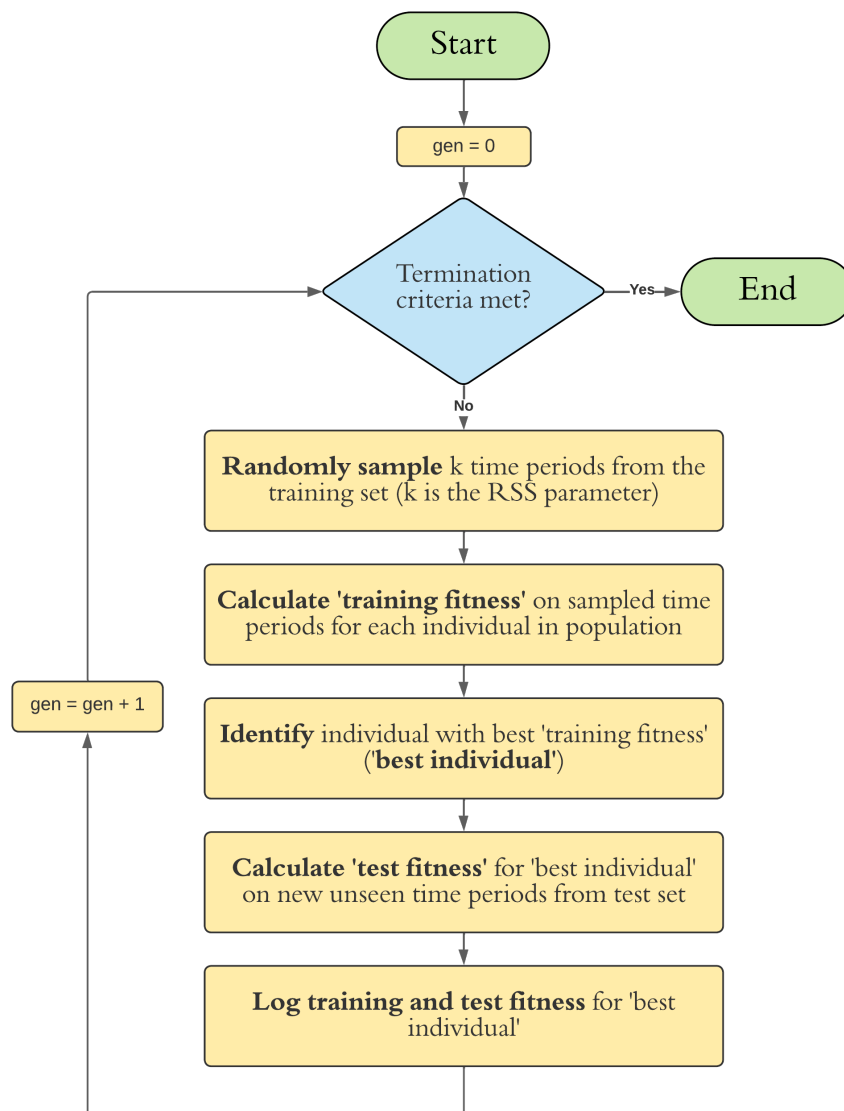 Start
gen = 0
Termination
criteria met?
Yes
End
No
Randomly sample k time periods from the
training set (k is the RSS parameter)
Calculate 'training fitness' on sampled time
periods for each individual in population
gen = gen + 1
Identify individual with best 'training fitness'
('best individual')
Calculate 'test fitness' for 'best individual'
on new unseen time periods from test set
Log training and test fitness for 'best
individual'